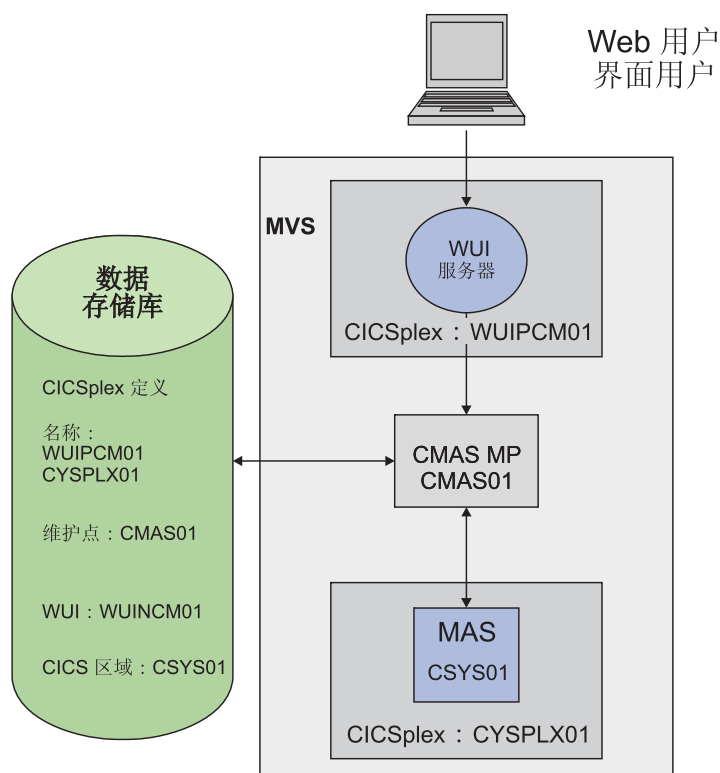 Web 用户
界面用户
MVS
WUI
服务器
CICSplex：WUIPCM01
数据
存储库
CICSplex 定义
名称：
WUIPCM01
CYSPLX01
维护点：CMAS01
WUI：WUINCM01
CICS 区域：CSYS01
CMAS MP
CMAS01
MAS
CSYS01
CICSplex：CYSPLX01